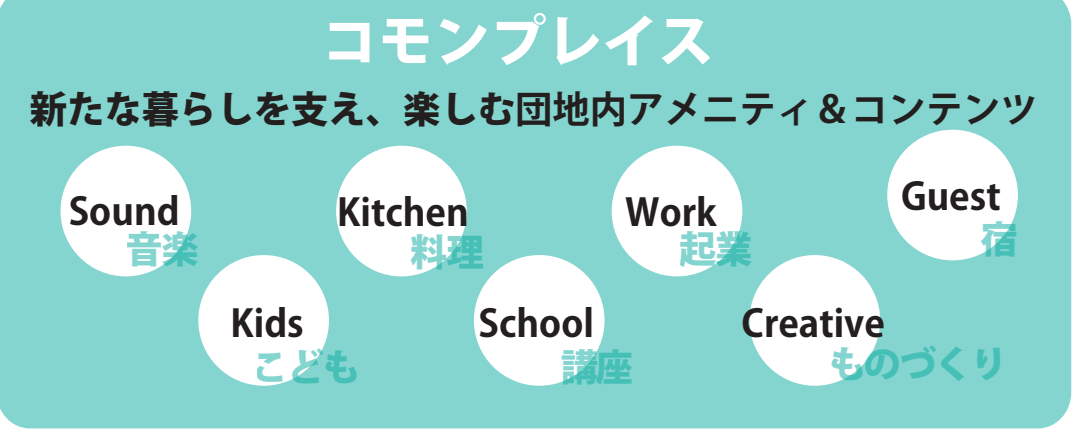 コモンプレイス
新たな暮らしを支え、楽しむ団地内アメニティ＆コンテンツ
Sound
音楽
Kitchen
料理
Work
起業
Guest
宿
Kids
こども
School
講座
Creative
ものづくり